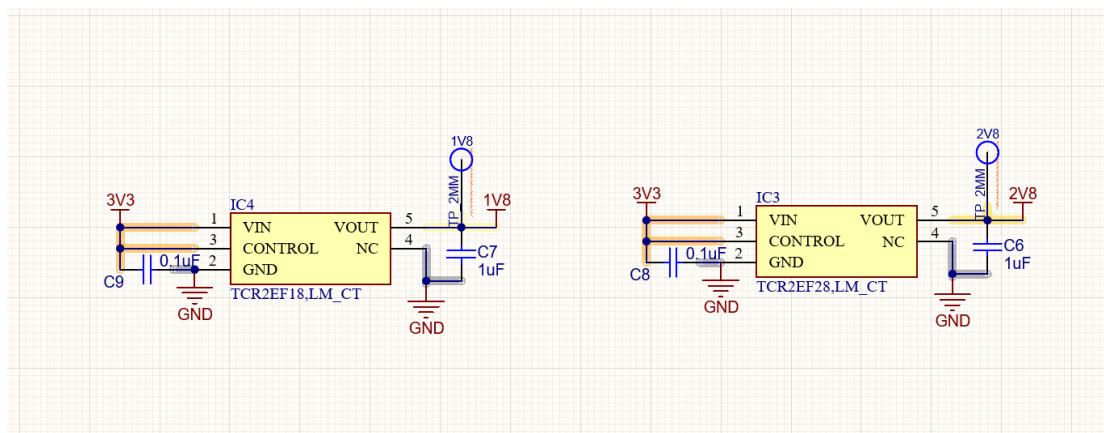 1V8
TP_2MM
3V3
IC4
1V8
1 VIN VOUT 5
3 CONTROL NC 4
2 GND
C9 0.1uF
C7
1uF
TCR2EF18,LM_CT
GND
GND
2V8
TP_2MM
3V3
IC3
2V8
1 VIN VOUT 5
3 CONTROL NC 4
2 GND
C8 0.1uF
C6
1uF
TCR2EF28,LM_CT
GND
GND